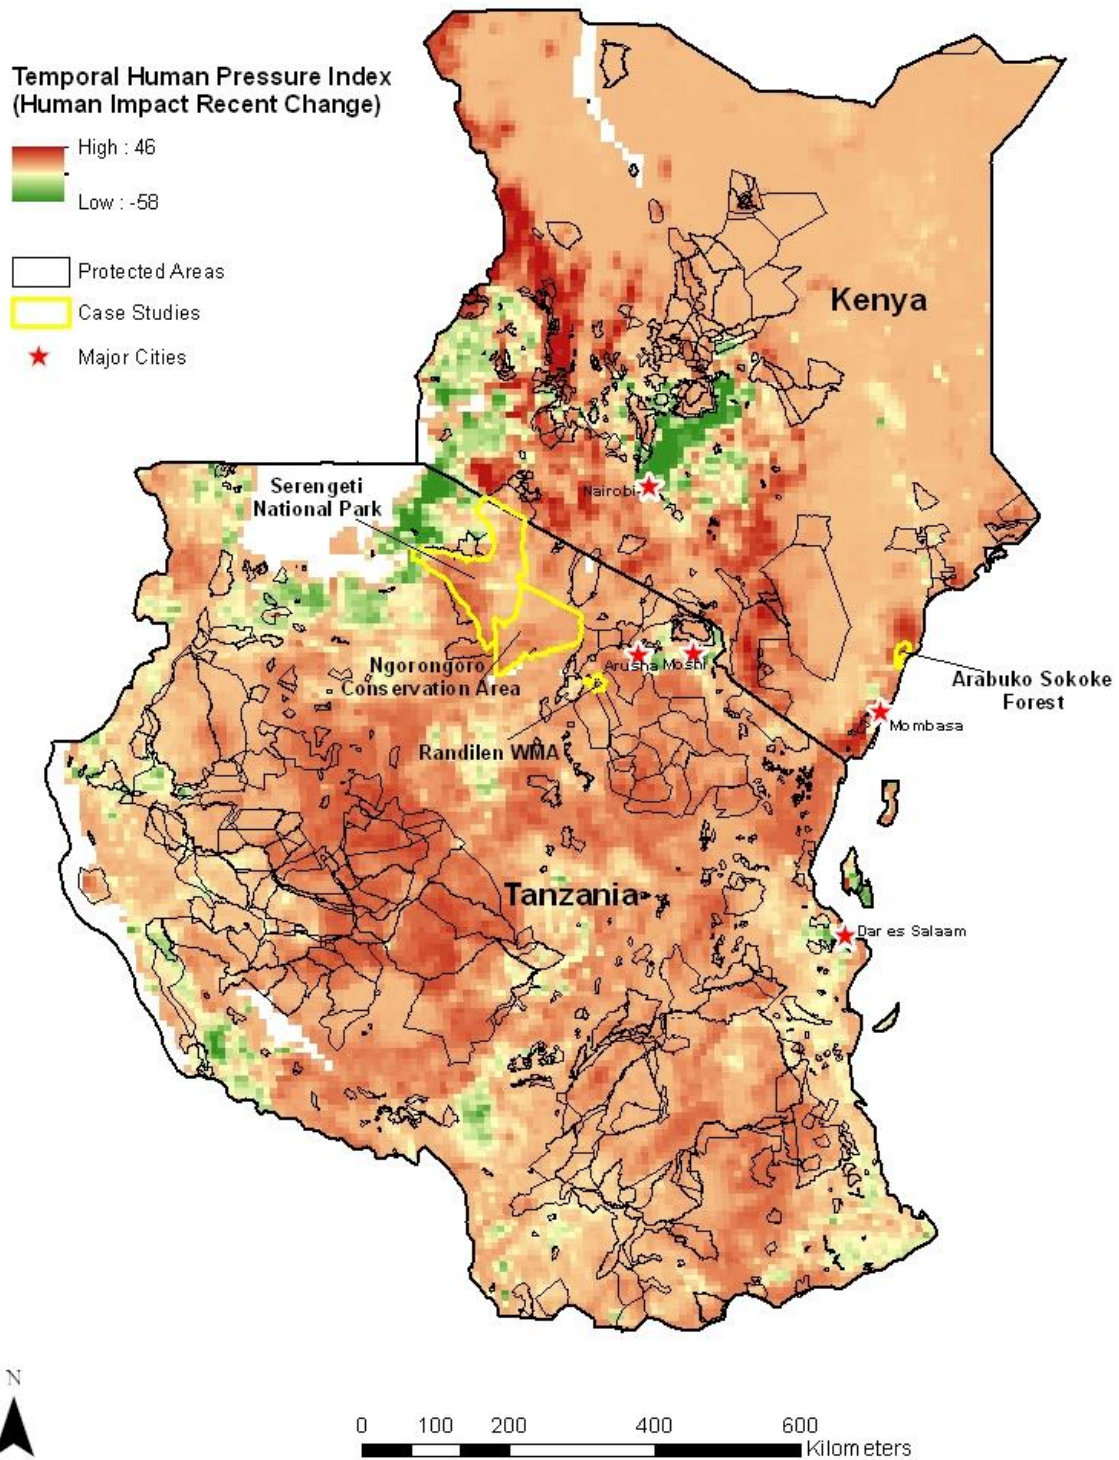 Temporal Human Pressure Index
(Human Impact Recent Change)
High : 46
Low : -58
Protected Areas
Case Studies
Major Cities
Kenya
Serengeti
National Park
Nairobi
Ngorongoro
Conservation Area
Arusha
Moshi
Arabuko Sokoke
Forest
Mombasa
Randilen WMA
Tanzania
Dar es Salaam
N
0 100 200 400 600
Kilometers